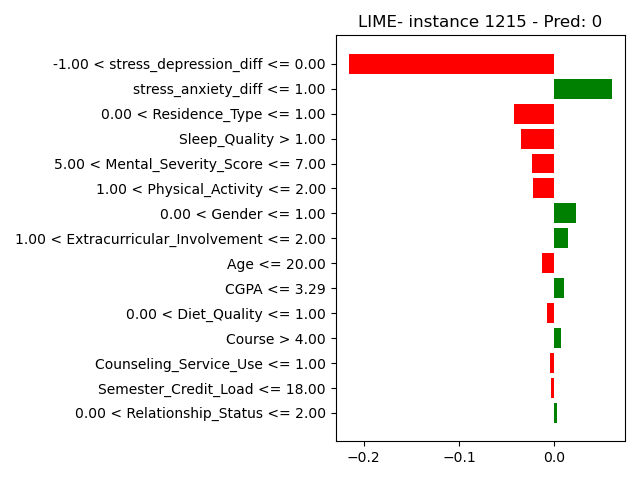 LIME- instance 1215 - Pred: 0
-1.00 < stress_depression_diff <= 0.00
stress_anxiety_diff <= 1.00
0.00 < Residence_Type <= 1.00
Sleep_Quality > 1.00
5.00 < Mental_Severity_Score <= 7.00
1.00 < Physical_Activity <= 2.00
0.00 < Gender <= 1.00
1.00 < Extracurricular_Involvement <= 2.00
Age <= 20.00
CGPA <= 3.29
0.00 < Diet_Quality <= 1.00
Course > 4.00
Counseling_Service_Use <= 1.00
Semester_Credit_Load <= 18.00
0.00 < Relationship_Status <= 2.00
−0.2 −0.1 0.0